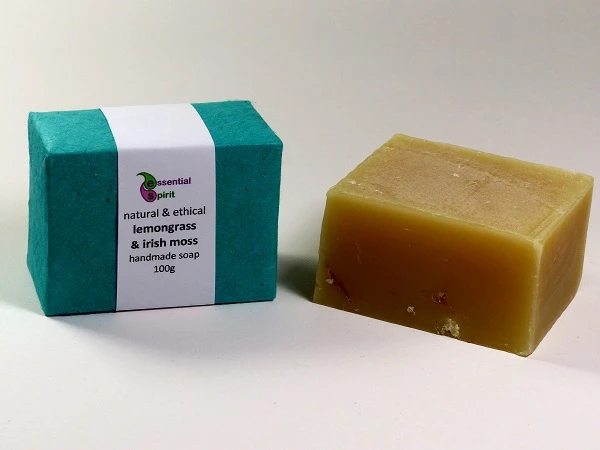 essential
spirit
natural & ethical
lemongrass
& irish moss
handmade soap
100g